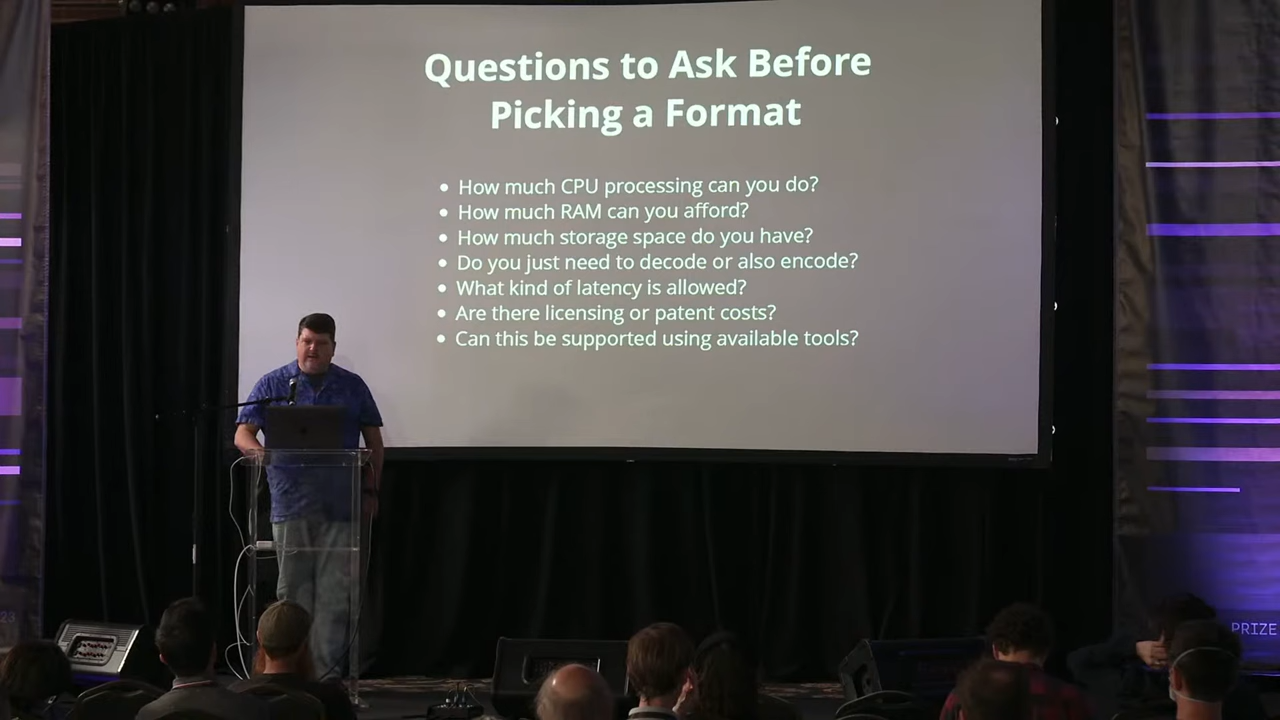 Questions to Ask Before
Picking a Format
• How much CPU processing can you do?
• How much RAM can you afford?
• How much storage space do you have?
• Do you just need to decode or also encode?
• What kind of latency is allowed?
• Are there licensing or patent costs?
• Can this be supported using available tools?
23
PRIZE